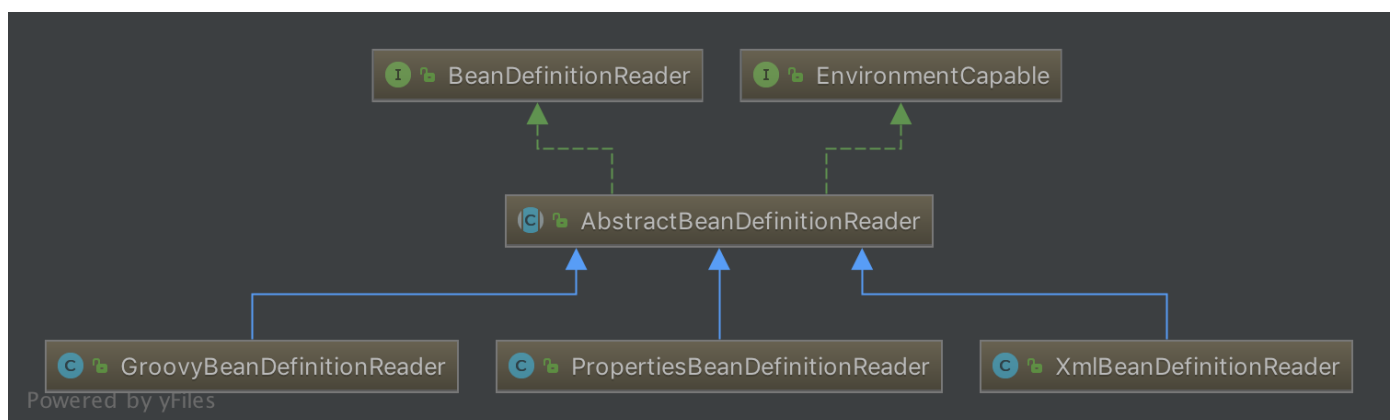 I BeanDefinitionReader
I EnvironmentCapable
C AbstractBeanDefinitionReader
C GroovyBeanDefinitionReader
C PropertiesBeanDefinitionReader
C XmlBeanDefinitionReader
Powered by yFiles